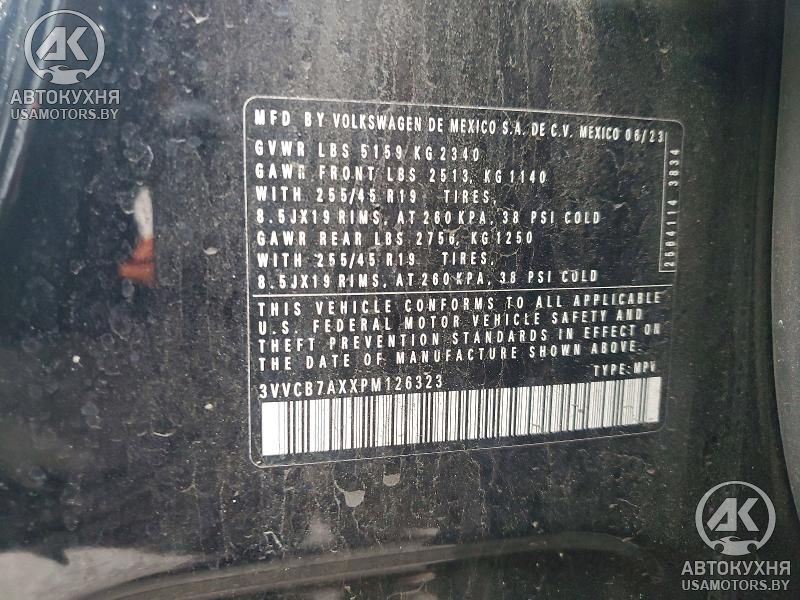 АК
АВТОКУХНЯ
USAMOTORS.BY
MFD BY VOLKSWAGEN DE MEXICO S.A. DE C.V. MEXICO 06/23
GVWR LBS 5159 KG 2340
GAWR FRONT LBS 2513, KG 1140
WITH 255/45 R19 TIRES,
8.5JX19 RIMS, AT 260 KPA, 38 PSI COLD
GAWR REAR LBS 2756, KG 1250
WITH 255/45 R19 TIRES,
8.5JX19 RIMS, AT 260 KPA, 38 PSI COLD
2584114 3834
THIS VEHICLE CONFORMS TO ALL APPLICABLE
U.S. FEDERAL MOTOR VEHICLE SAFETY AND
THEFT PREVENTION STANDARDS IN EFFECT ON
THE DATE OF MANUFACTURE SHOWN ABOVE.
3VVCB7AXXPM126323 TYPE: MPV
АК
АВТОКУХНЯ
USAMOTORS.BY